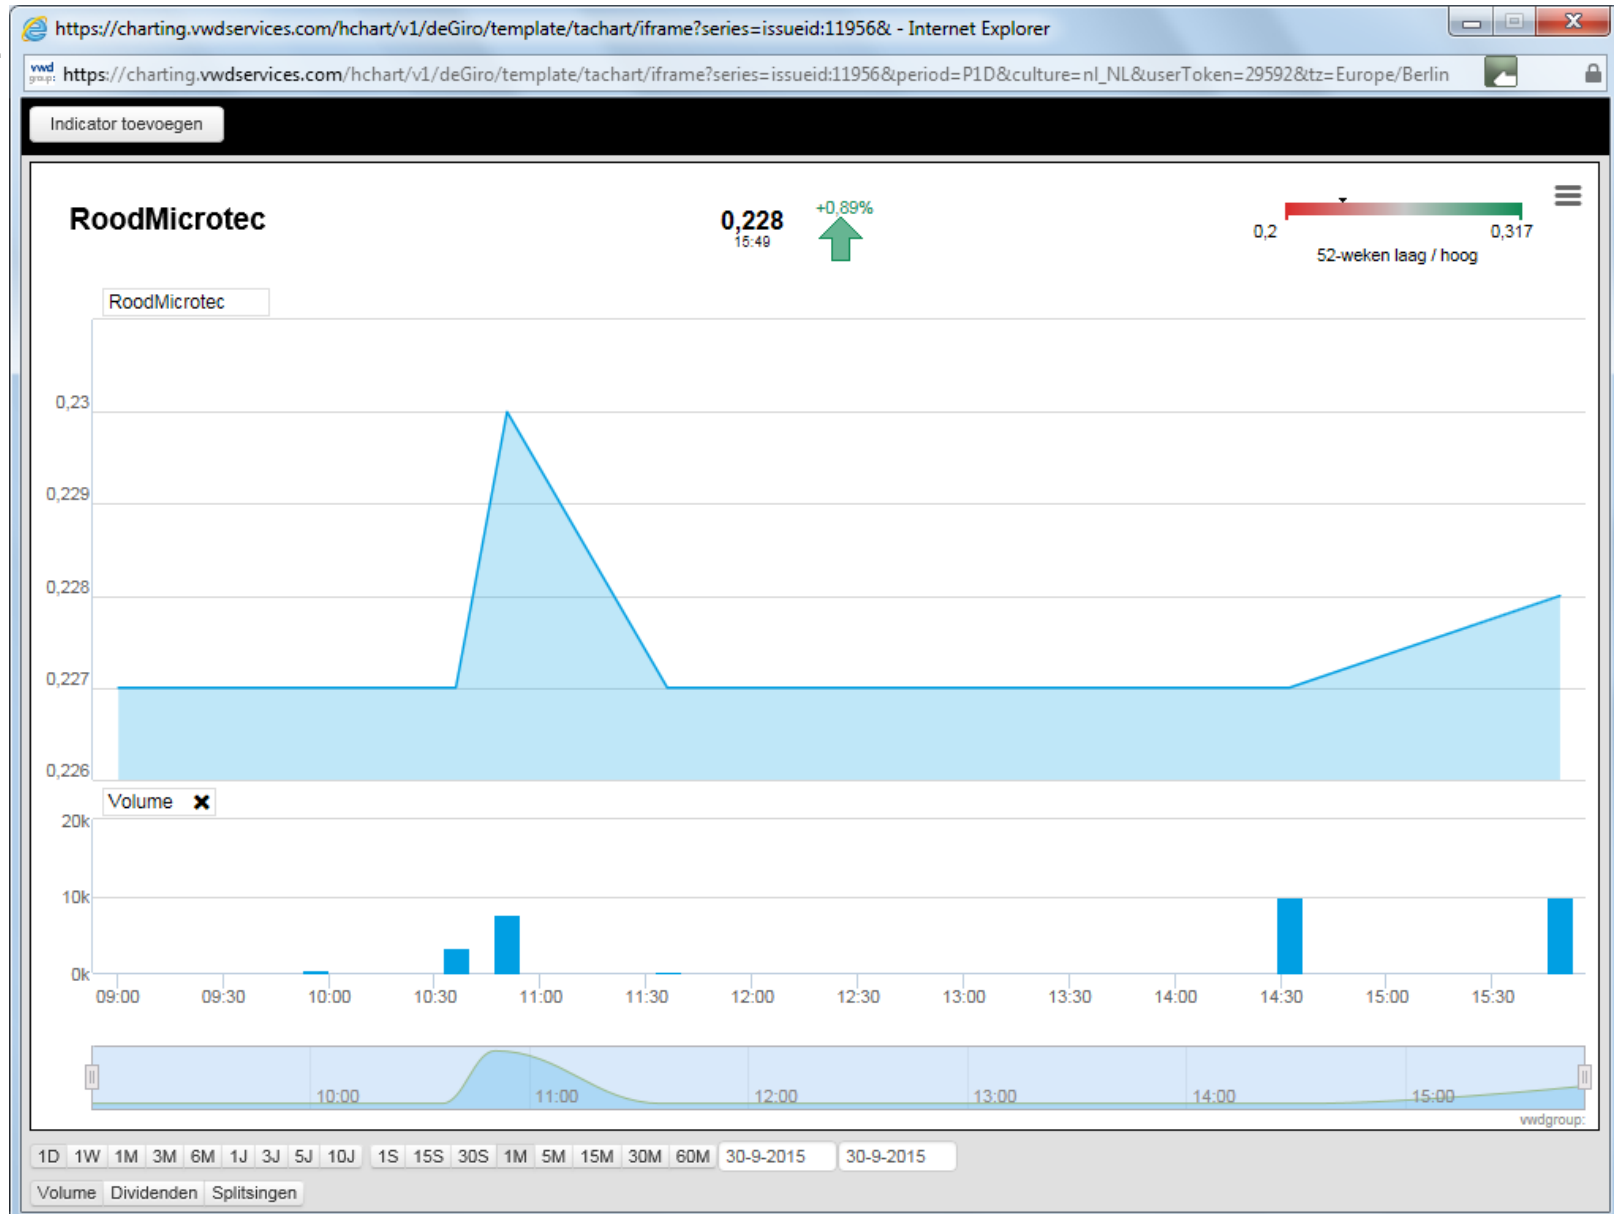 https://charting.vwdservices.com/hchart/v1/deGiro/template/tachart/iframe?series=issueid:11956& - Internet Explorer
vwd group: https://charting.vwdservices.com/hchart/v1/deGiro/template/tachart/iframe?series=issueid:11956&period=P1D&culture=nl_NL&userToken=29592&tz=Europe/Berlin
Indicator toevoegen
RoodMicrotec
0,228
15:49
+0,89%
0,2 0,317
52-weken laag / hoog
RoodMicrotec
0,23
0,229
0,228
0,227
0,226
Volume
20k
10k
0k
09:00 09:30 10:00 10:30 11:00 11:30 12:00 12:30 13:00 13:30 14:00 14:30 15:00 15:30
10:00 11:00 12:00 13:00 14:00 15:00
vwdgroup:
1D 1W 1M 3M 6M 1J 3J 5J 10J 1S 15S 30S 1M 5M 15M 30M 60M 30-9-2015 30-9-2015
Volume Dividenden Splitsingen